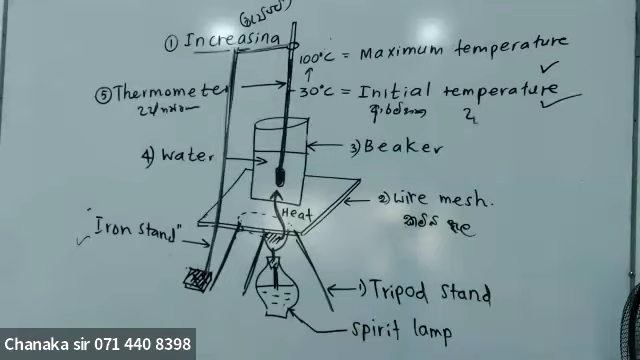 ① Increasing
100°C = Maximum temperature
↑
30°C = Initial temperature
⑤ Thermometer
3) Beaker
4) Water
2) wire mesh.
Heat
"Iron stand"
1) Tripod stand
spirit lamp
Chanaka sir 071 440 8398